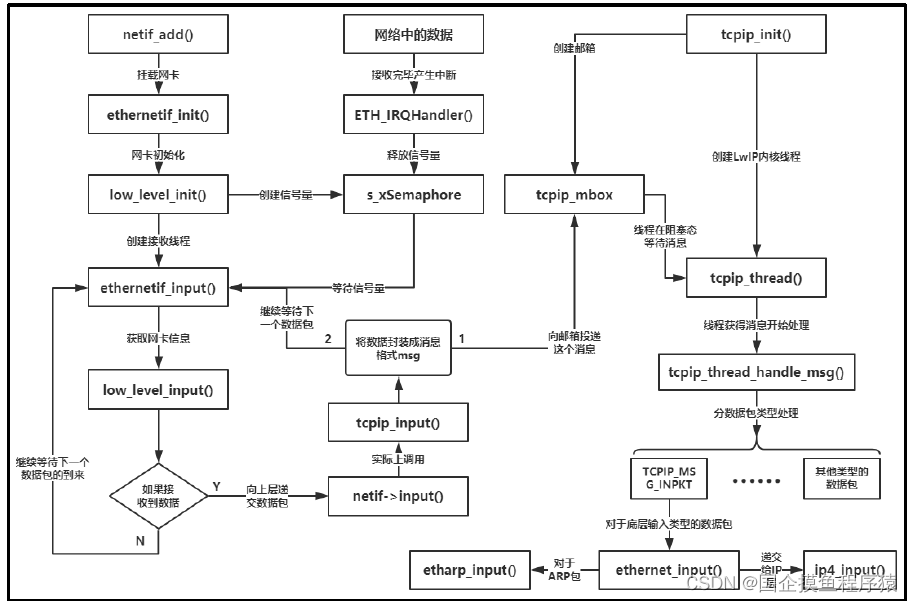 netif_add()
网络中的数据
tcpip_init()
挂载网卡
接收完毕产生中断
创建邮箱
ethernetif_init()
ETH_IRQHandler()
网卡初始化
释放信号量
创建LwIP内核线程
low_level_init()
创建信号量
s_xSemaphore
tcpip_mbox
创建接收线程
线程在阻塞态
等待消息
ethernetif_input()
等待信号量
tcpip_thread()
继续等待下
一个数据包
获取网卡信息
2
将数据封装成消息
格式msg
1
向邮箱投递
这个消息
线程获得消息开始处理
low_level_input()
tcpip_thread_handle_msg()
tcpip_input()
分数据包类型处理
实际上调用
继续等待下一个
数据包的到来
如果接
收到数据
Y
向上层递
交数据包
netif->input()
TCPIP_MS
G_INPKT
......
其他类型的
数据包
N
对于底层输入类型的数据包
etharp_input()
对于
ARP包
ethernet_input()
递交
给IP
层
ip4_input()
CSDN @国企摸鱼程序猿